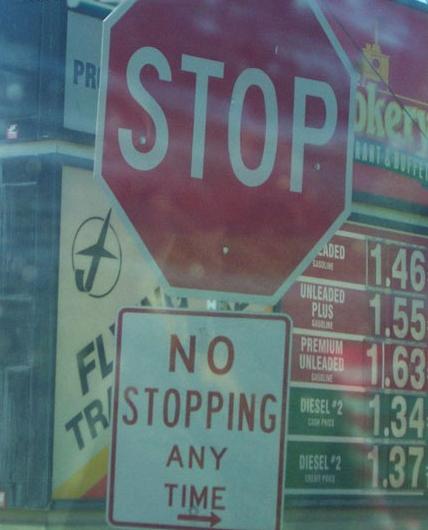 STOP
NO
STOPPING
ANY
TIME
GASOLINE
1.46
UNLEADED
PLUS
GASOLINE
1.55
PREMIUM
UNLEADED
GASOLINE
1.63
DIESEL #2
CASH PRICE
1.34
DIESEL #2
CREDIT PRICE
1.37